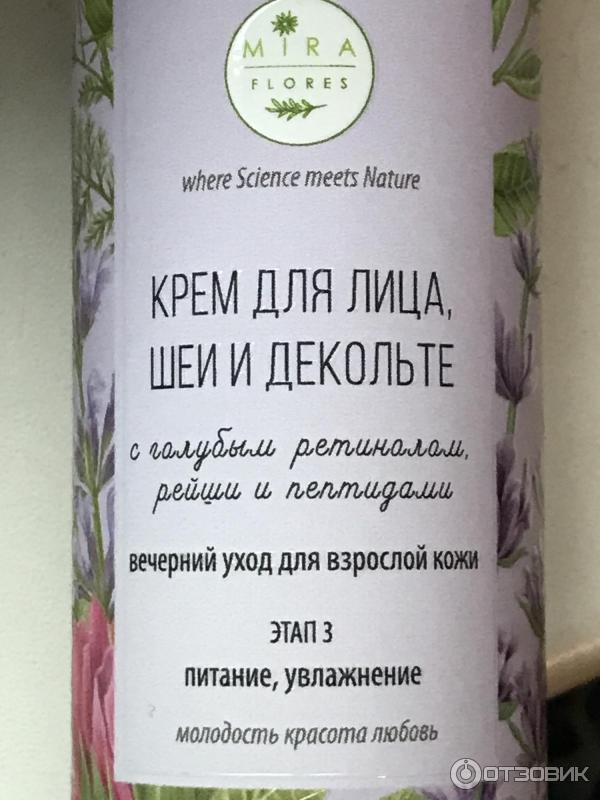 MIRA
FLORES
where Science meets Nature
КРЕМ ДЛЯ ЛИЦА,
ШЕИ И ДЕКОЛЬТЕ
с голубым ретинолом,
рейши и пептидами
вечерний уход для взрослой кожи
ЭТАП 3
питание, увлажнение
молодость красота любовь
ОТЗОВИК